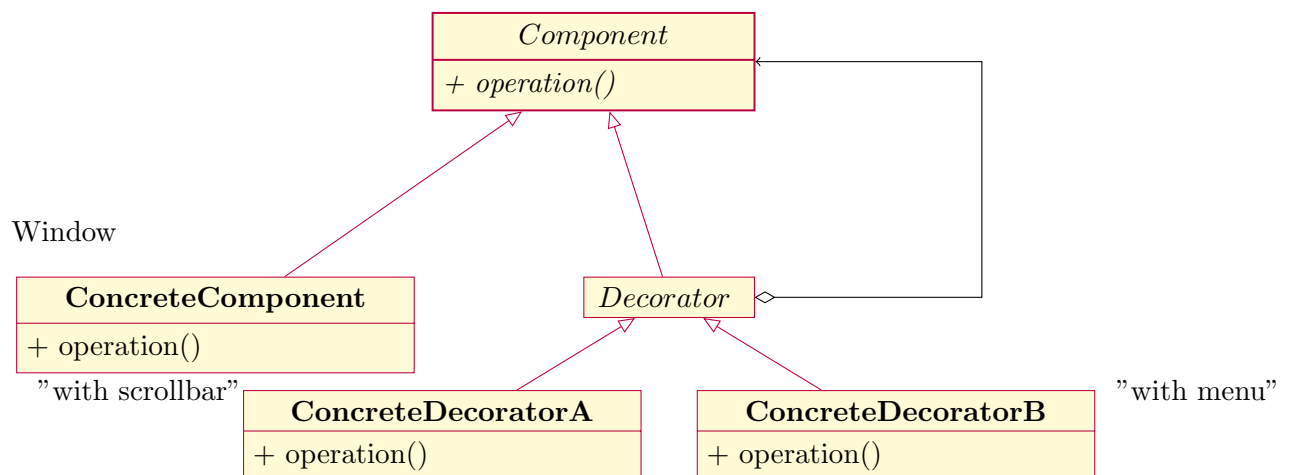 Component
+ operation()
Window
ConcreteComponent
+ operation()
Decorator
”with scrollbar”
ConcreteDecoratorA
+ operation()
ConcreteDecoratorB
+ operation()
”with menu”